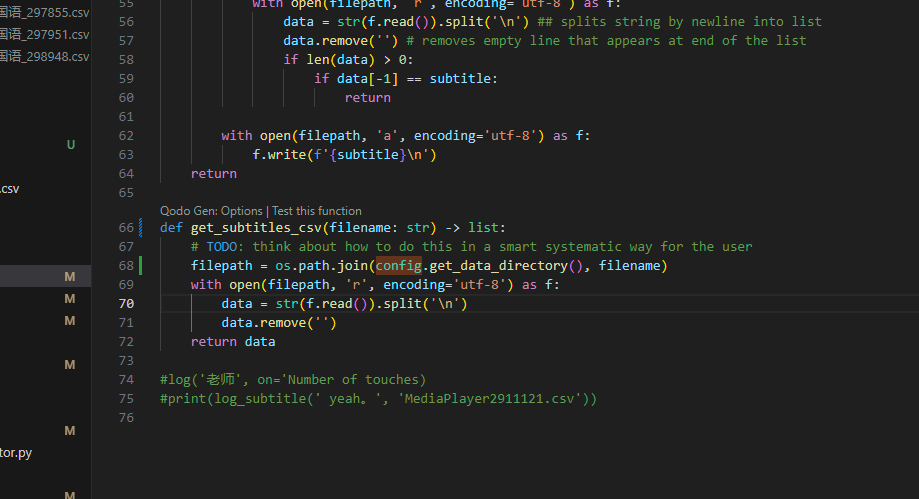 国语_297855.csv
国语_297951.csv
国语_298948.csv
U
.csv
M
M
M
M
M
tor.py
M
55 with open(filepath, 'r', encoding='utf-8') as f:
56 data = str(f.read()).split('\n') ## splits string by newline into list
57 data.remove('') # removes empty line that appears at end of the list
58 if len(data) > 0:
59 if data[-1] == subtitle:
60 return
61
62 with open(filepath, 'a', encoding='utf-8') as f:
63 f.write(f'{subtitle}\n')
64 return
65
Qodo Gen: Options | Test this function
66 def get_subtitles_csv(filename: str) -> list:
67 # TODO: think about how to do this in a smart systematic way for the user
68 filepath = os.path.join(config.get_data_directory(), filename)
69 with open(filepath, 'r', encoding='utf-8') as f:
70 data = str(f.read()).split('\n')
71 data.remove('')
72 return data
73
74 #log('老师', on='Number of touches)
75 #print(log_subtitle(' yeah。', 'MediaPlayer2911121.csv'))
76